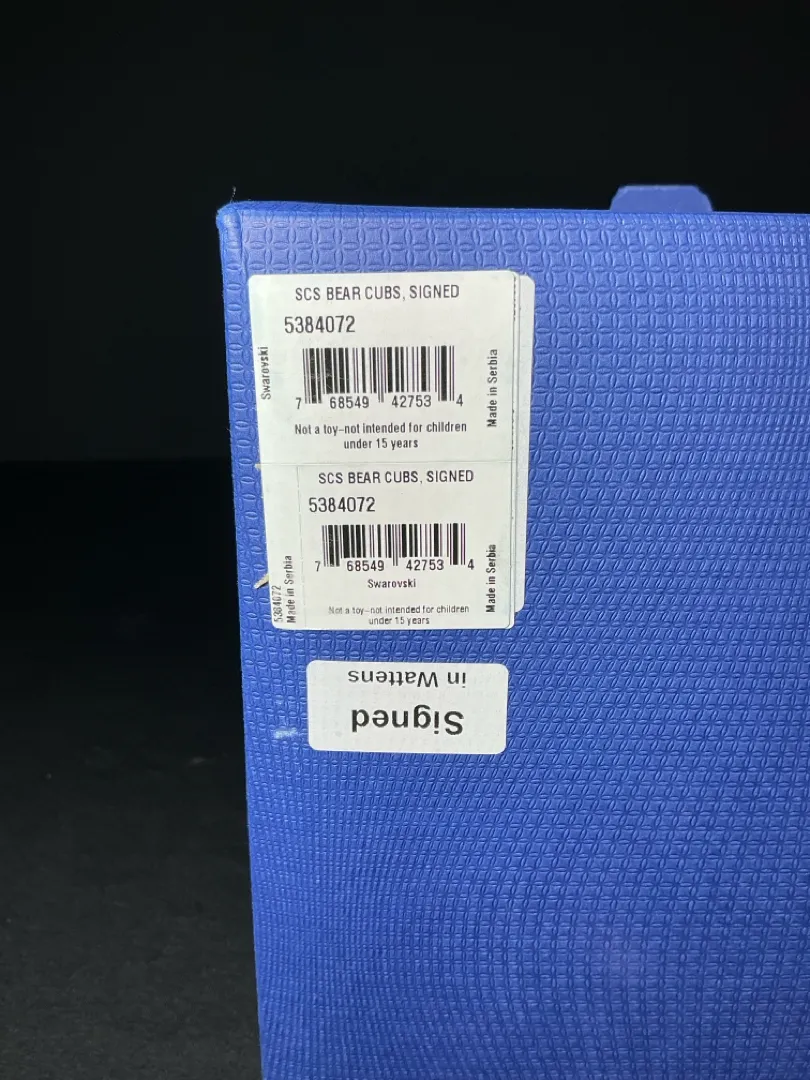 SCS BEAR CUBS, SIGNED
5384072
Swarovski
7 68549 42753 4
Made in Serbia
Not a toy–not intended for children
under 15 years
SCS BEAR CUBS, SIGNED
5384072
7 68549 42753 4
Swarovski
Made in Serbia
Not a toy–not intended for children
under 15 years
5384072
Made in Serbia
Signed
in Wattens